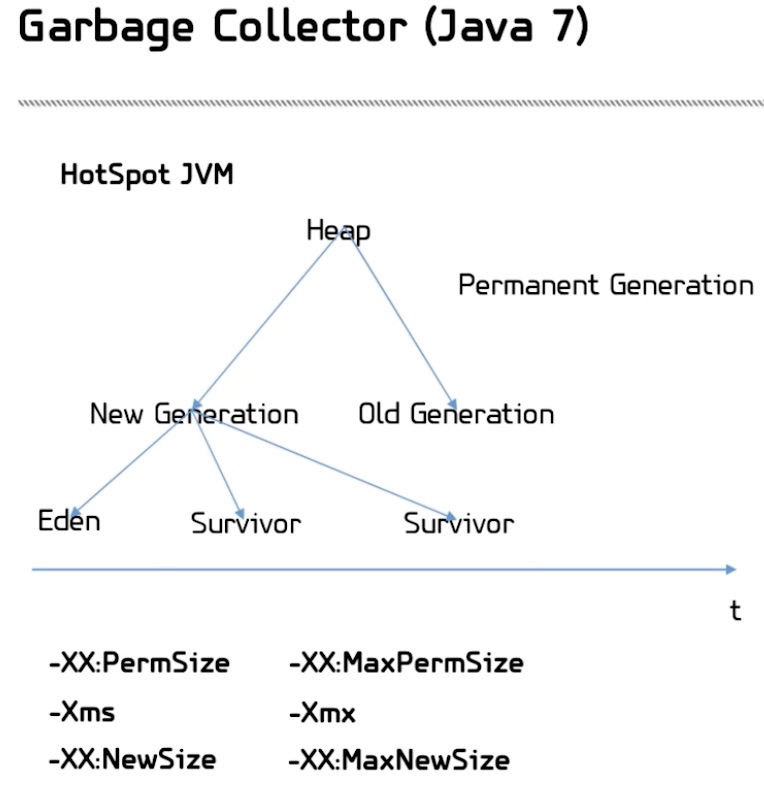 Garbage Collector (Java 7)
HotSpot JVM
Heap
Permanent Generation
New Generation Old Generation
Eden Survivor Survivor
t
-XX:PermSize -XX:MaxPermSize
-Xms -Xmx
-XX:NewSize -XX:MaxNewSize